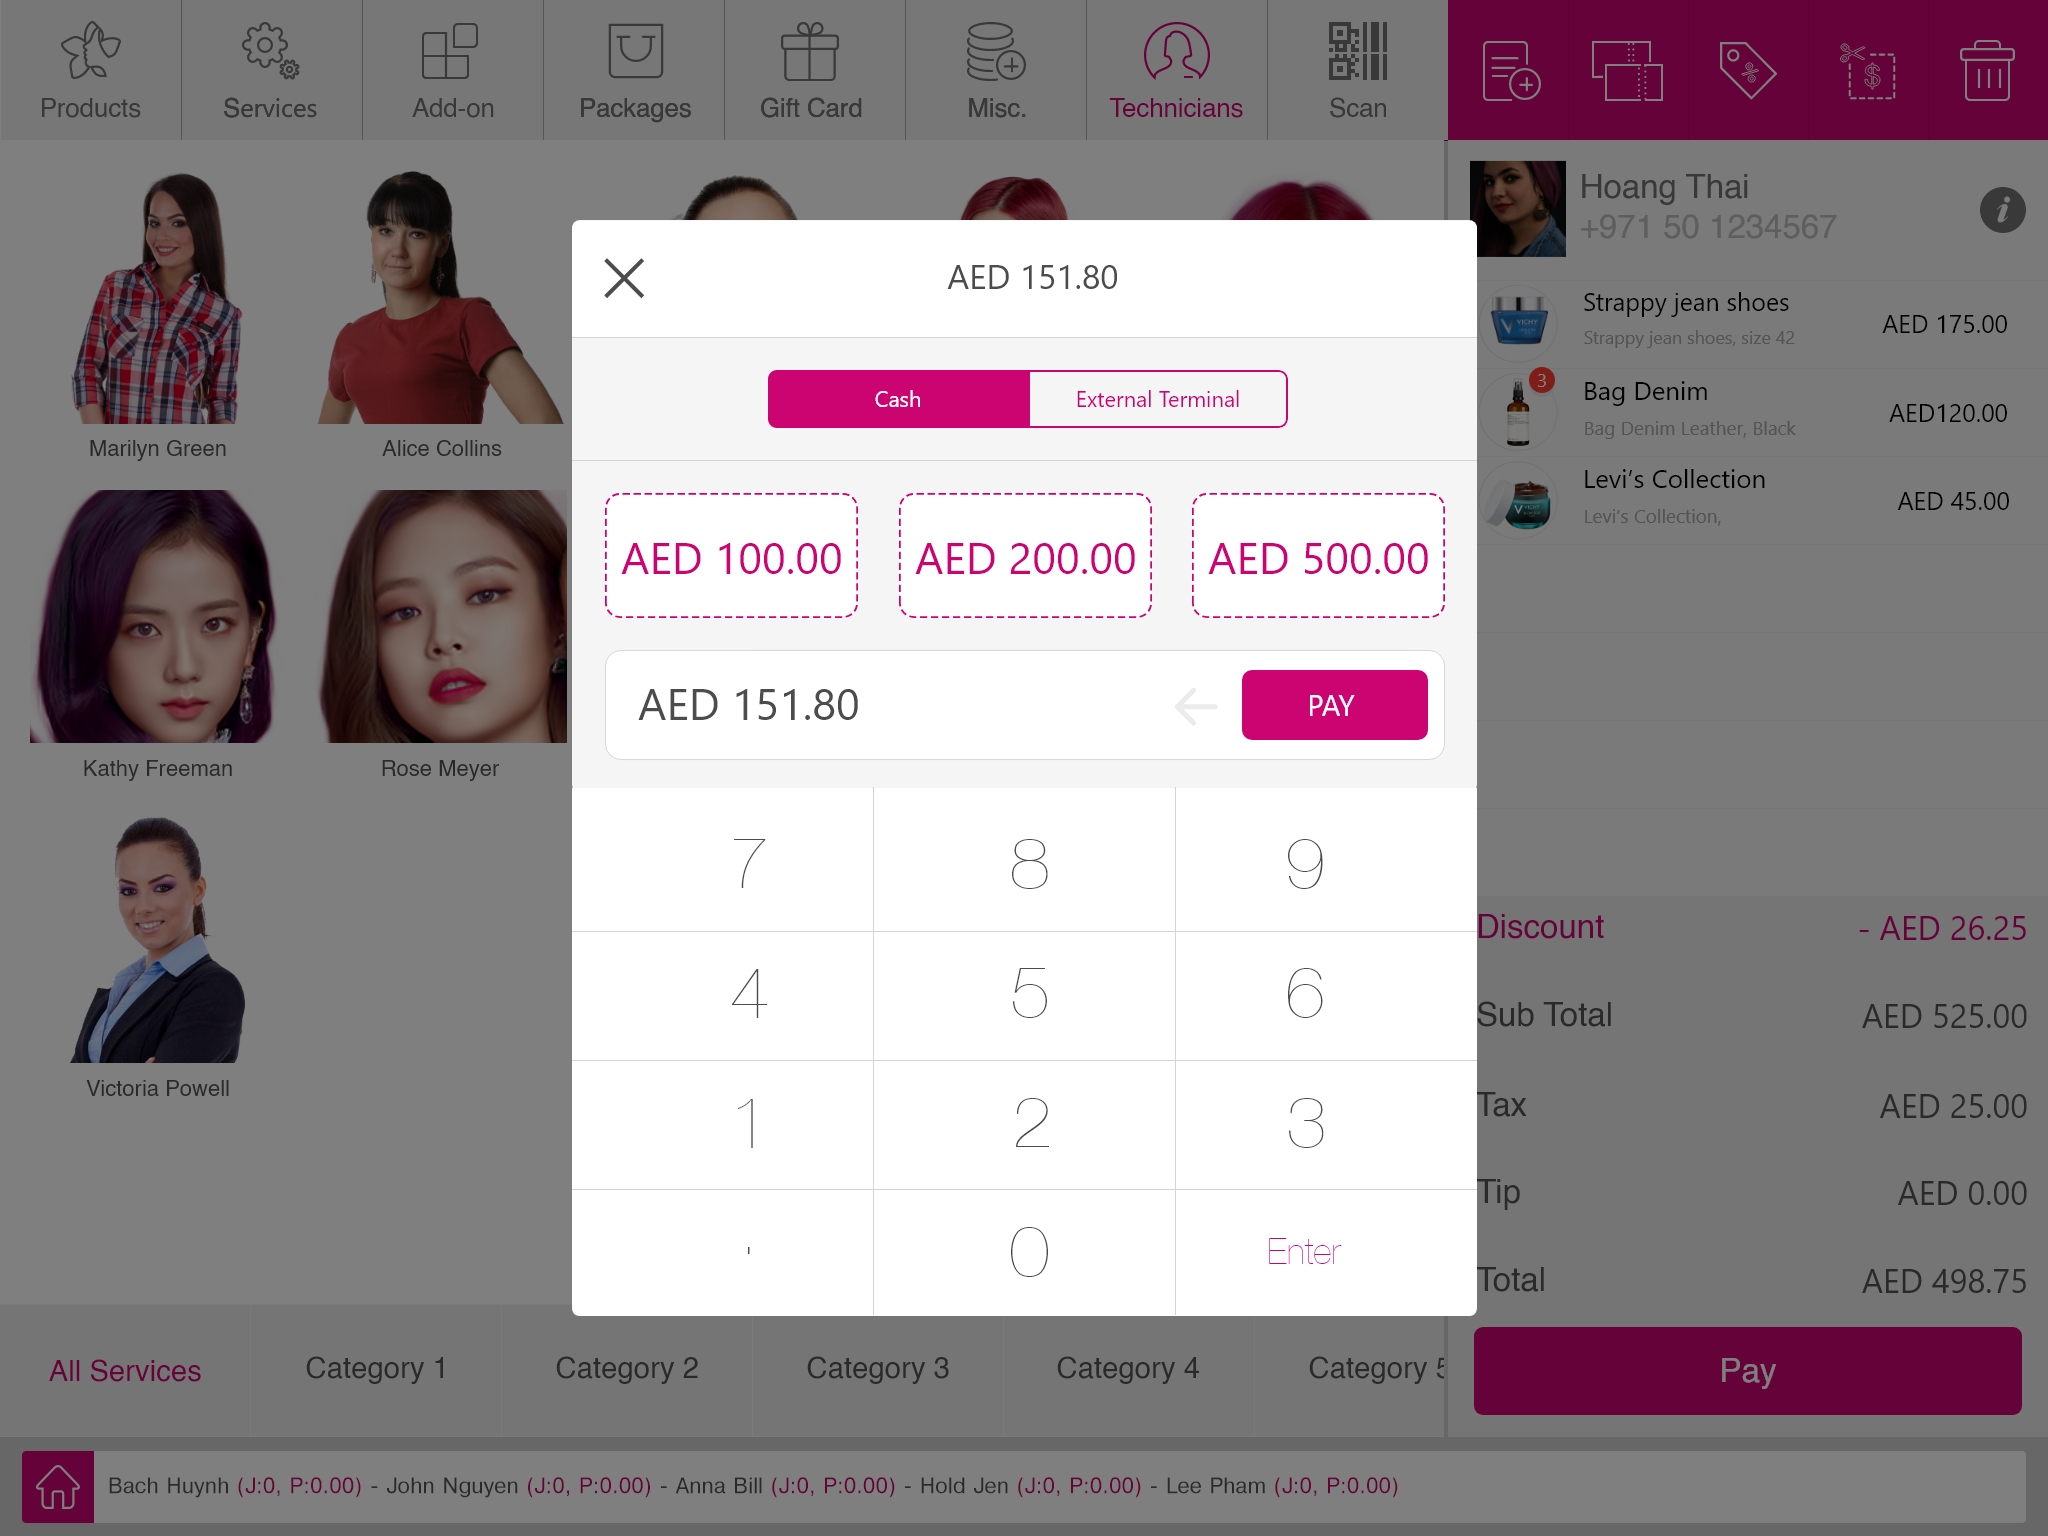 Products
Services
Add-on
Packages
Gift Card
Misc.
Technicians
Scan
Marilyn Green
Alice Collins
Kathy Freeman
Rose Meyer
Victoria Powell
AED 151.80
Cash
External Terminal
AED 100.00
AED 200.00
AED 500.00
AED 151.80
PAY
7 8 9
4 5 6
1 2 3
' 0 Enter
Hoang Thai
+971 50 1234567
i
Strappy jean shoes
Strappy jean shoes, size 42
AED 175.00
3
Bag Denim
Bag Denim Leather, Black
AED120.00
VICHY
Levi’s Collection
Levi’s Collection,
AED 45.00
Discount - AED 26.25
Sub Total AED 525.00
Tax AED 25.00
Tip AED 0.00
Total AED 498.75
Pay
All Services
Category 1
Category 2
Category 3
Category 4
Category 5
Bach Huynh (J:0, P:0.00) - John Nguyen (J:0, P:0.00) - Anna Bill (J:0, P:0.00) - Hold Jen (J:0, P:0.00) - Lee Pham (J:0, P:0.00)